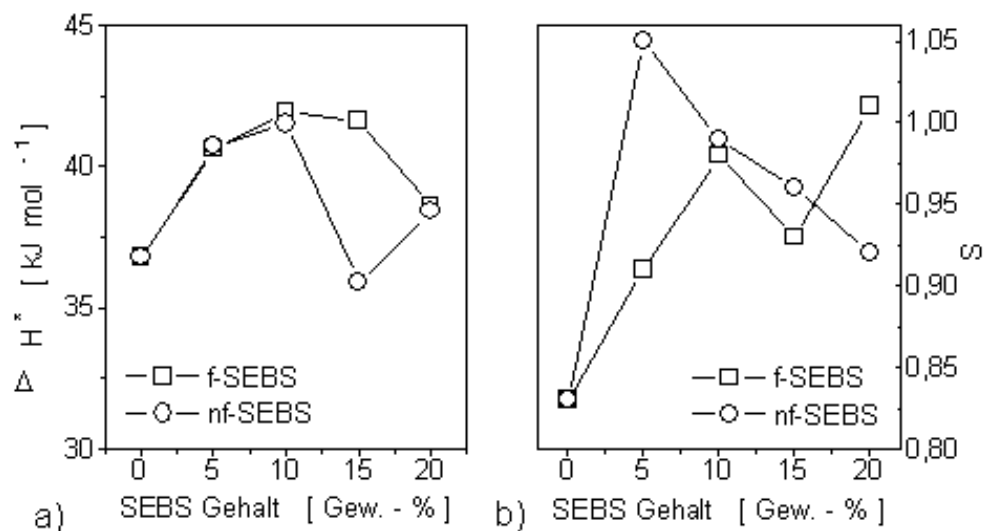 45
40
35
30
Δ H* [ kJ mol - 1 ]
f-SEBS
nf-SEBS
0 5 10 15 20
a) SEBS Gehalt [ Gew. - % ]
1,05
1,00
0,95
0,90
0,85
0,80
S
f-SEBS
nf-SEBS
0 5 10 15 20
b) SEBS Gehalt [ Gew. - % ]